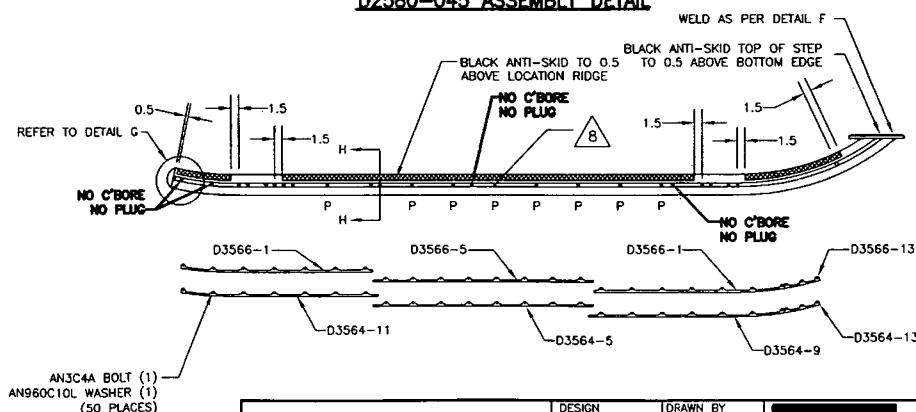 D2580-045 ASSEMBLY DETAIL
WELD AS PER DETAIL F
BLACK ANTI-SKID TO 0.5
ABOVE LOCATION RIDGE
BLACK ANTI-SKID TOP OF STEP
TO 0.5 ABOVE BOTTOM EDGE
NO C'BORE
NO PLUG
0.5
1.5
1.5
8
1.5
1.5
1.5
REFER TO DETAIL G
H
H
NO C'BORE
NO PLUG
P P P P P P P P
NO C'BORE
NO PLUG
D3566-1
D3566-5
D3566-1
D3566-13
D3564-11
D3564-5
D3564-9
D3564-13
AN3C4A BOLT (1)
AN960C10L WASHER (1)
(50 PLACES)
DESIGN
DRAWN BY